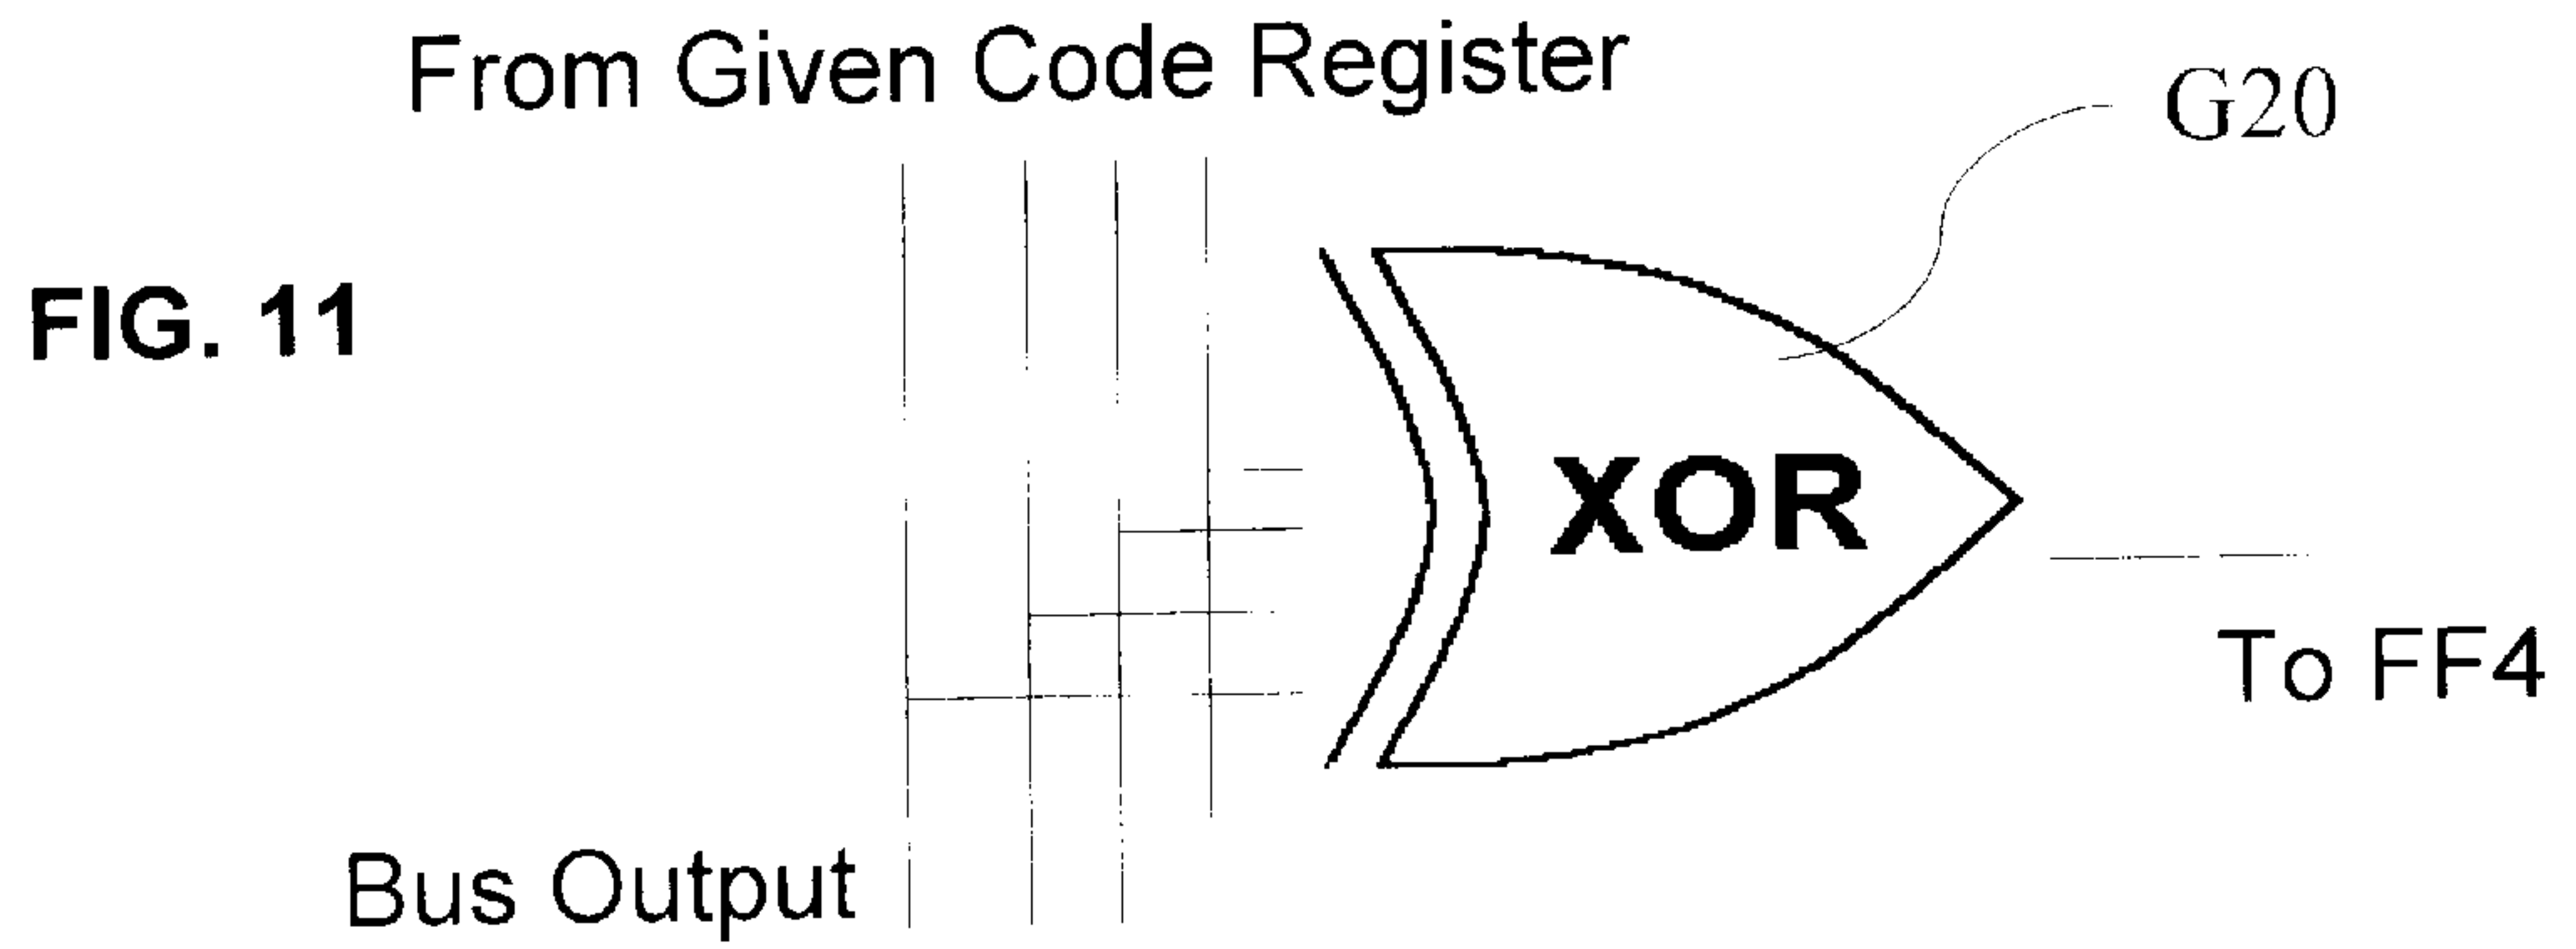 From Given Code Register
G20
FIG. 11
XOR
To FF4
Bus Output